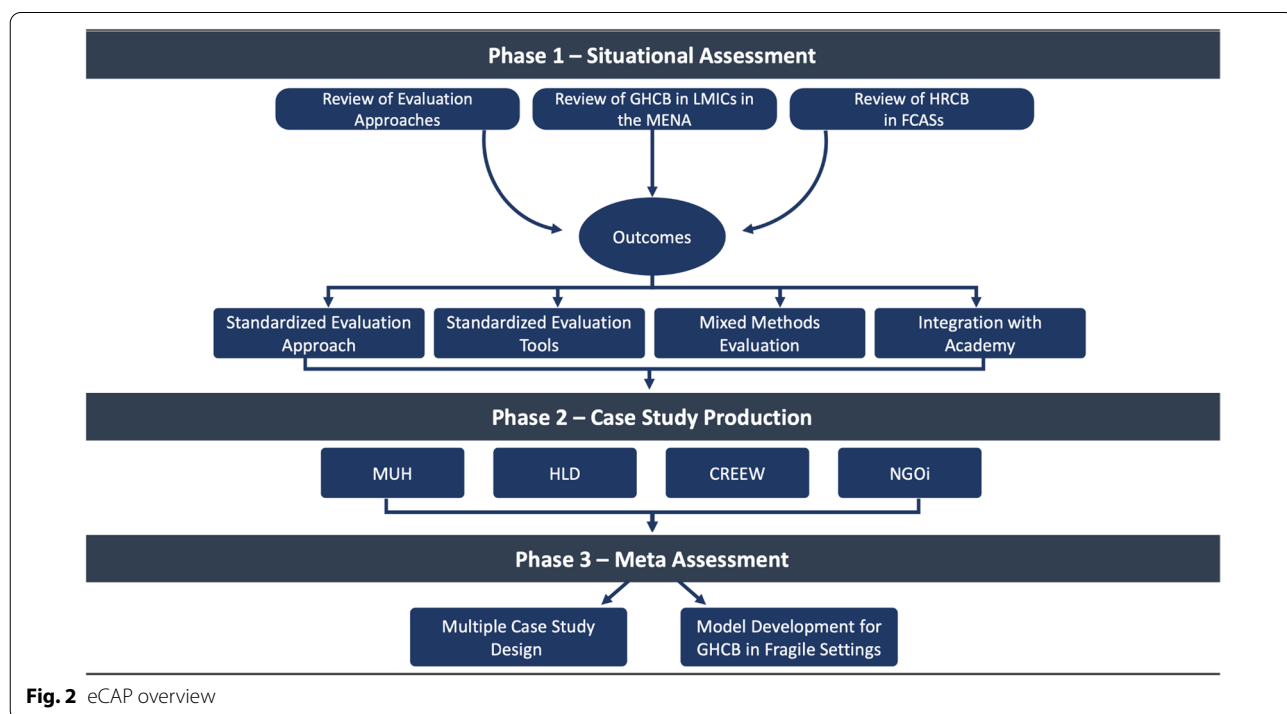 Phase 1 – Situational Assessment
Review of Evaluation
Approaches
Review of GHCB in LMICs in
the MENA
Review of HRCB
in FCASs
Outcomes
Standardized Evaluation
Approach
Standardized Evaluation
Tools
Mixed Methods
Evaluation
Integration with
Academy
Phase 2 – Case Study Production
MUH
HLD
CREEW
NGOi
Phase 3 – Meta Assessment
Multiple Case Study
Design
Model Development for
GHCB in Fragile Settings
Fig. 2 eCAP overview